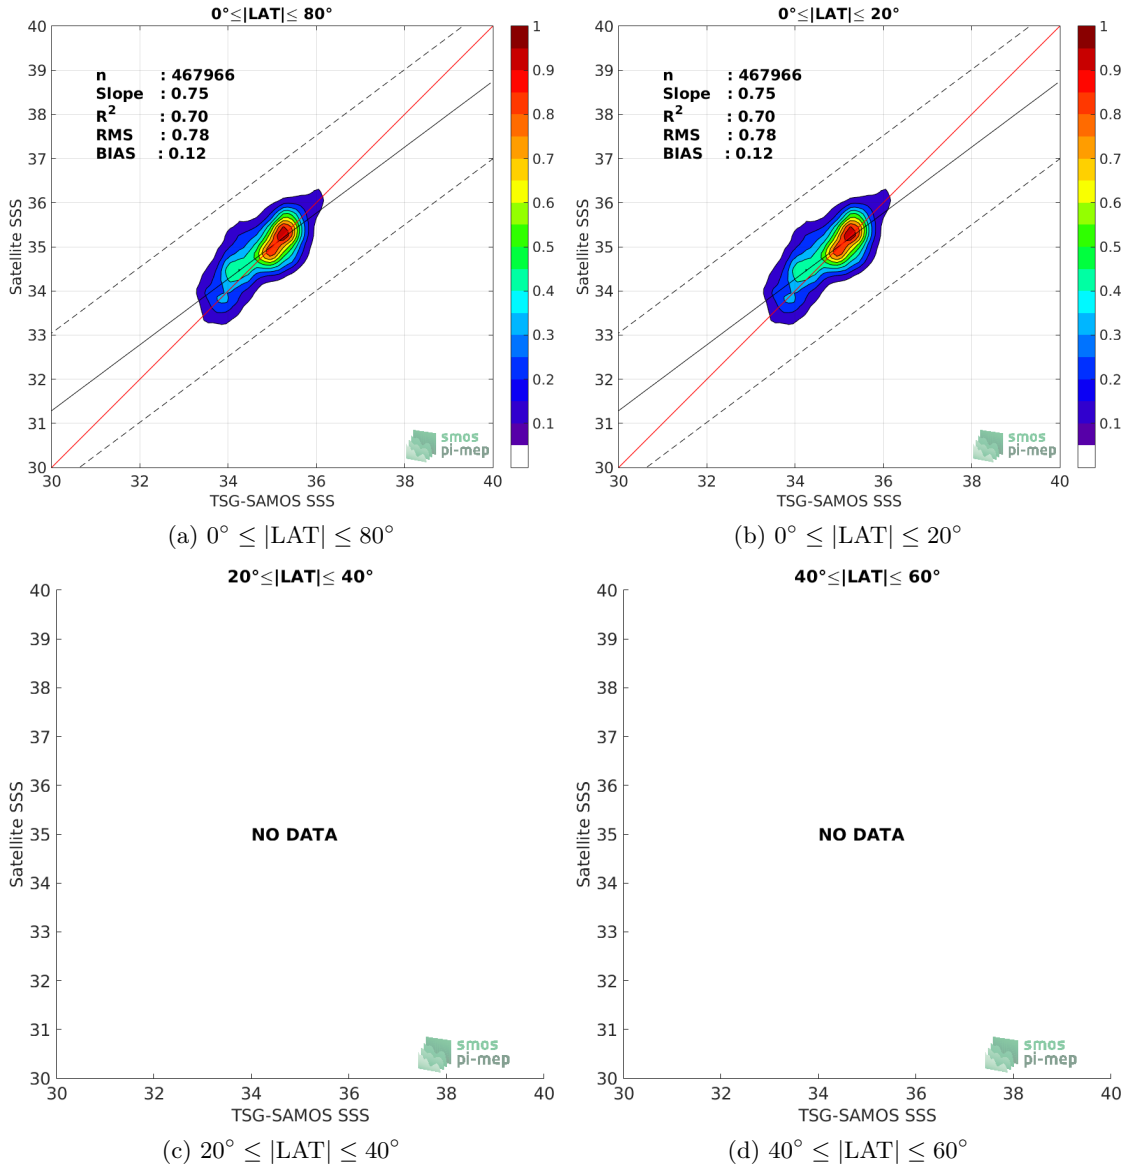 0°≤|LAT|≤ 80°
40
39
38
37
36
35
34
33
32
31
30
Satellite SSS
n : 467966
Slope : 0.75
R² : 0.70
RMS : 0.78
BIAS : 0.12
smos
pi-mep
30 32 34 36 38 40
TSG-SAMOS SSS
1
0.9
0.8
0.7
0.6
0.5
0.4
0.3
0.2
0.1
(a) 0° ≤ |LAT| ≤ 80°
0°≤|LAT|≤ 20°
40
39
38
37
36
35
34
33
32
31
30
Satellite SSS
n : 467966
Slope : 0.75
R² : 0.70
RMS : 0.78
BIAS : 0.12
smos
pi-mep
30 32 34 36 38 40
TSG-SAMOS SSS
1
0.9
0.8
0.7
0.6
0.5
0.4
0.3
0.2
0.1
(b) 0° ≤ |LAT| ≤ 20°
20°≤|LAT|≤ 40°
40
39
38
37
36
35
34
33
32
31
30
Satellite SSS
NO DATA
smos
pi-mep
30 32 34 36 38 40
TSG-SAMOS SSS
(c) 20° ≤ |LAT| ≤ 40°
40°≤|LAT|≤ 60°
40
39
38
37
36
35
34
33
32
31
30
Satellite SSS
NO DATA
smos
pi-mep
30 32 34 36 38 40
TSG-SAMOS SSS
(d) 40° ≤ |LAT| ≤ 60°